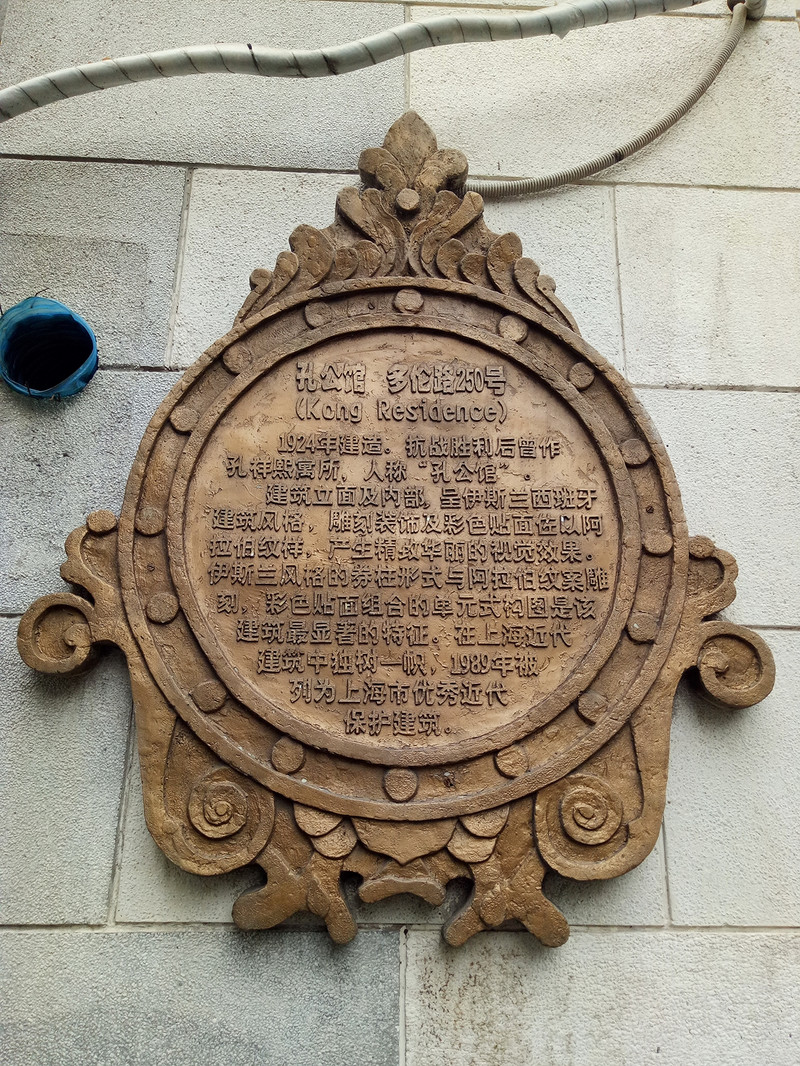 孔公馆 多伦路250号
(Kong Residence)
1924年建造。抗战胜利后曾作
孔祥熙寓所，人称“孔公馆”。
建筑立面及内部，呈伊斯兰西班牙
建筑风格，雕刻装饰及彩色贴面佐以阿
拉伯纹样，产生精致华丽的视觉效果。
伊斯兰风格的券柱形式与阿拉伯纹案雕
刻，彩色贴面组合的单元式构图是该
建筑最显著的特征。在上海近代
建筑中独树一帜，1989年被
列为上海市优秀近代
保护建筑。